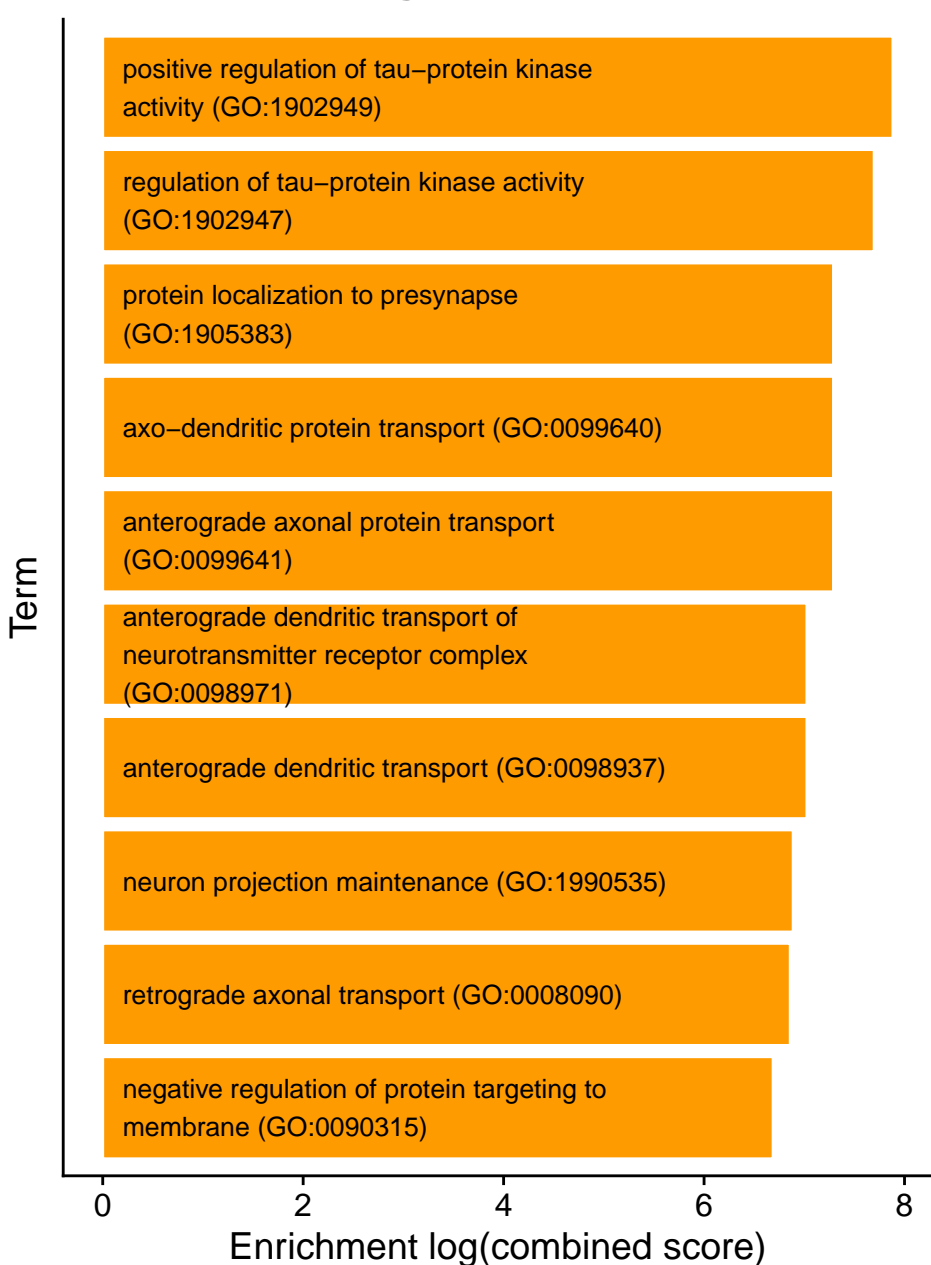 positive regulation of tau−protein kinase
activity (GO:1902949)
regulation of tau−protein kinase activity
(GO:1902947)
protein localization to presynapse
(GO:1905383)
axo−dendritic protein transport (GO:0099640)
anterograde axonal protein transport
(GO:0099641)
anterograde dendritic transport of
neurotransmitter receptor complex
(GO:0098971)
anterograde dendritic transport (GO:0098937)
neuron projection maintenance (GO:1990535)
retrograde axonal transport (GO:0008090)
negative regulation of protein targeting to
membrane (GO:0090315)
Term
0 2 4 6 8
Enrichment log(combined score)